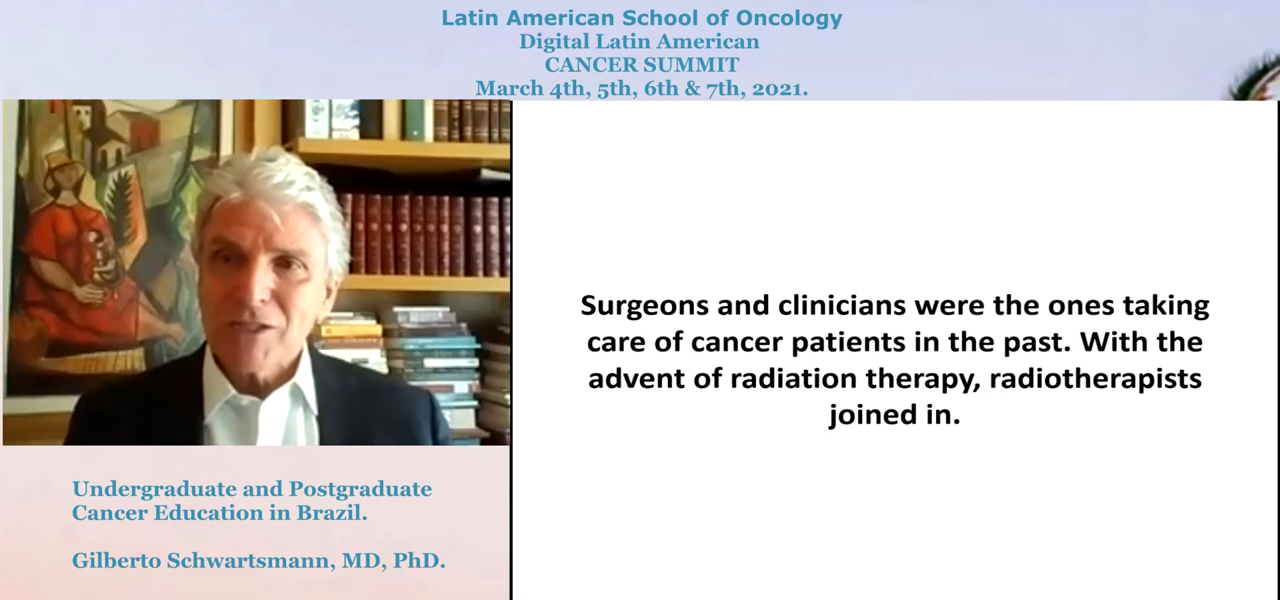 Latin American School of Oncology
Digital Latin American
CANCER SUMMIT
March 4th, 5th, 6th & 7th, 2021.
Surgeons and clinicians were the ones taking
care of cancer patients in the past. With the
advent of radiation therapy, radiotherapists
joined in.
Undergraduate and Postgraduate
Cancer Education in Brazil.
Gilberto Schwartsmann, MD, PhD.